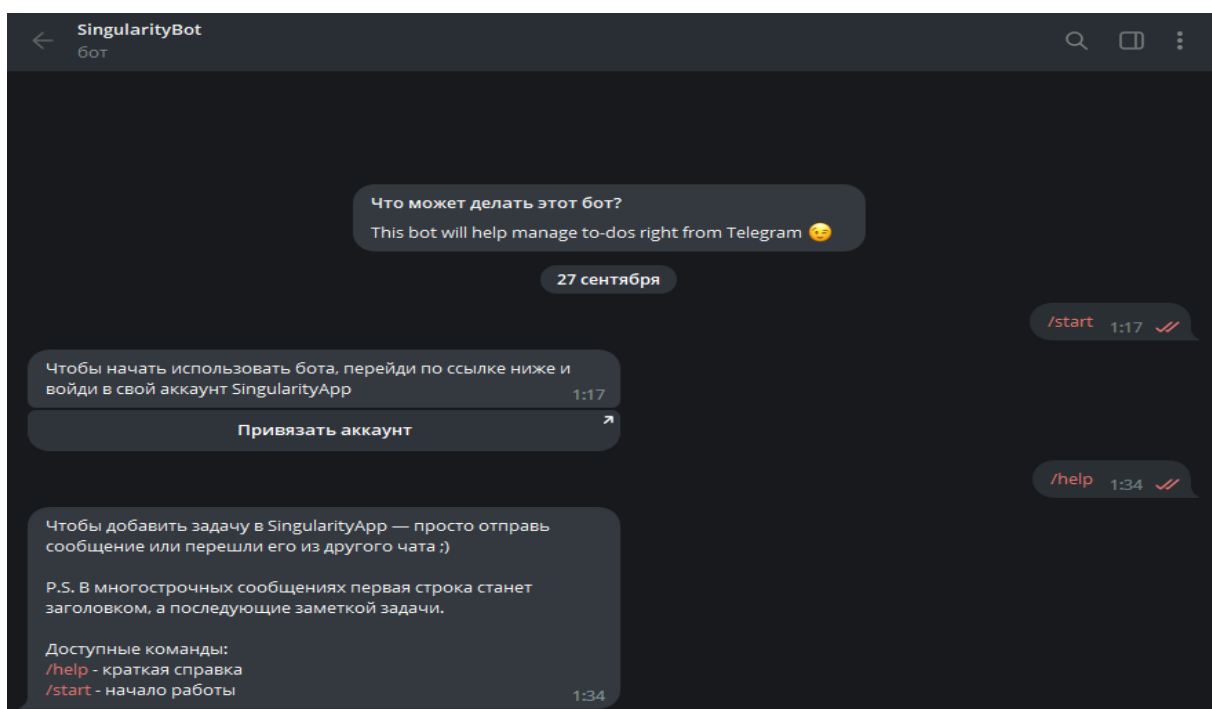 SingularityBot
бот
Что может делать этот бот?
This bot will help manage to-dos right from Telegram 😉
27 сентября
/start 1:17
Чтобы начать использовать бота, перейди по ссылке ниже и
войди в свой аккаунт SingularityApp
1:17
Привязать аккаунт
/help 1:34
Чтобы добавить задачу в SingularityApp — просто отправь
сообщение или перешли его из другого чата ;)
P.S. В многострочных сообщениях первая строка станет
заголовком, а последующие заметкой задачи.
Доступные команды:
/help - краткая справка
/start - начало работы
1:34